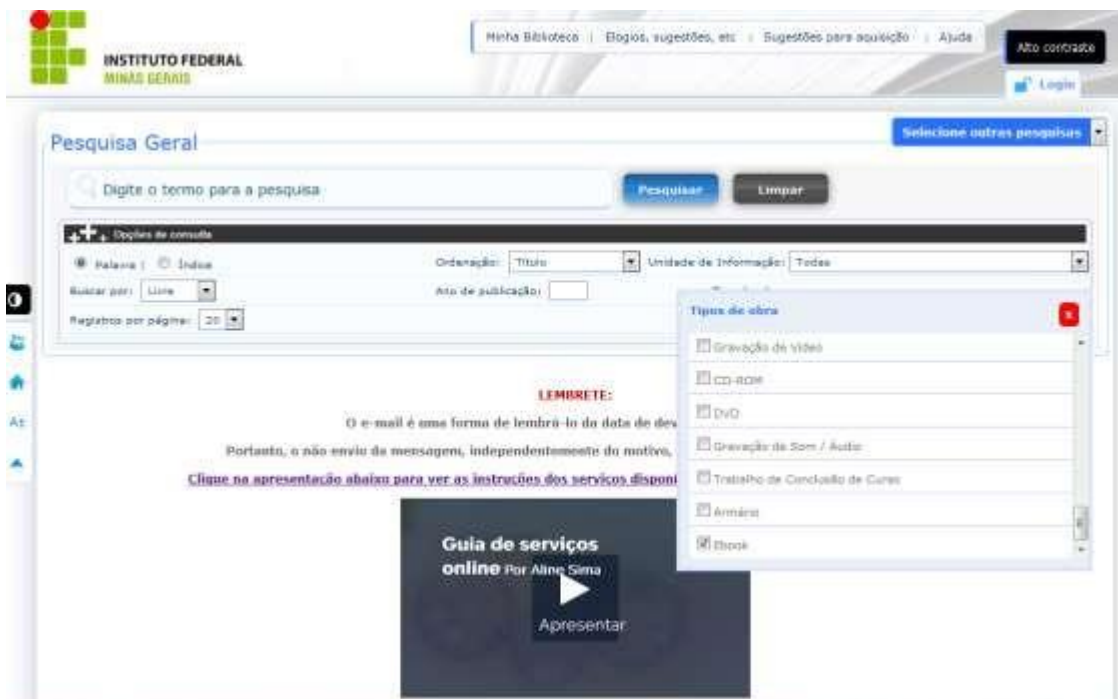 Minha Biblioteca | Elogios, sugestões, etc | Sugestões para aquisição | Ajuda
Alto contraste
INSTITUTO FEDERAL
MINAS GERAIS
Login
Selecione outras pesquisas
Pesquisa Geral
Digite o termo para a pesquisa
Pesquisar
Limpar
Opções de consulta
Palavra | Índice
Ordenação: Título
Unidade de Informação: Todas
Buscar por: Livre
Ano de publicação:
Registros por página: 20
Tipos de obra
x
Gravação de vídeo
CD-ROM
DVD
Gravação de Som / Áudio
Trabalho de Conclusão de Curso
Armário
Ebook
LEMBRETE:
O e-mail é uma forma de lembrá-lo da data de dev
Portanto, o não envio da mensagem, independentemente do motivo,
Clique na apresentação abaixo para ver as instruções dos serviços disponí
Guia de serviços
online Por Aline Sima
Apresentar